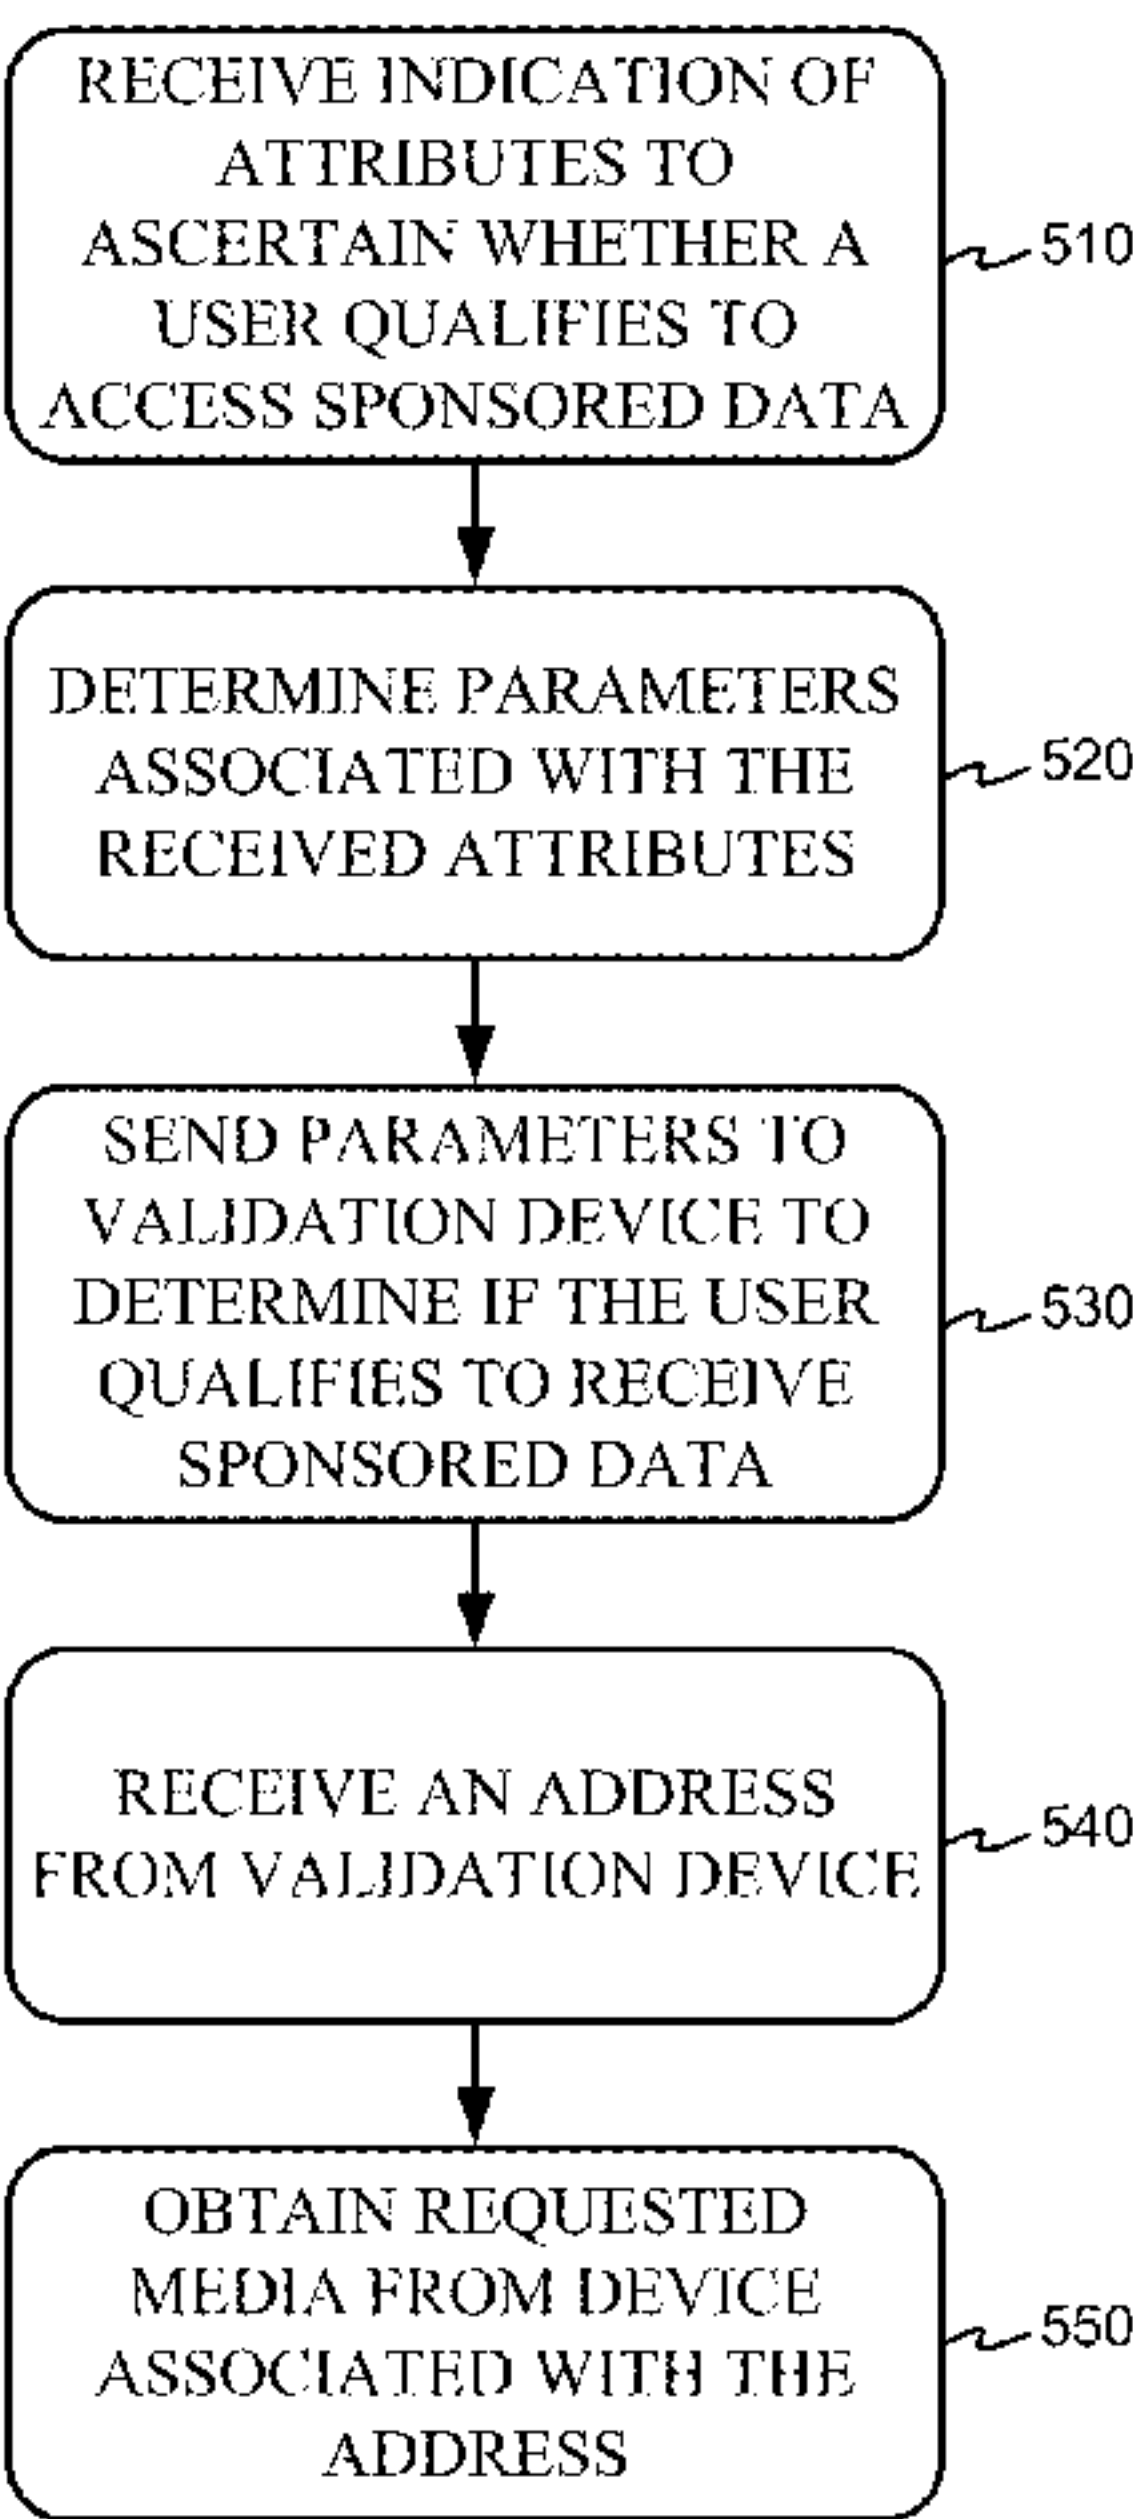 RECEIVE INDICATION OF
ATTRIBUTES TO
ASCERTAIN WHETHER A
USER QUALIFIES TO
ACCESS SPONSORED DATA
510
DETERMINE PARAMETERS
ASSOCIATED WITH THE
RECEIVED ATTRIBUTES
520
SEND PARAMETERS TO
VALIDATION DEVICE TO
DETERMINE IF THE USER
QUALIFIES TO RECEIVE
SPONSORED DATA
530
RECEIVE AN ADDRESS
FROM VALIDATION DEVICE
540
OBTAIN REQUESTED
MEDIA FROM DEVICE
ASSOCIATED WITH THE
ADDRESS
550